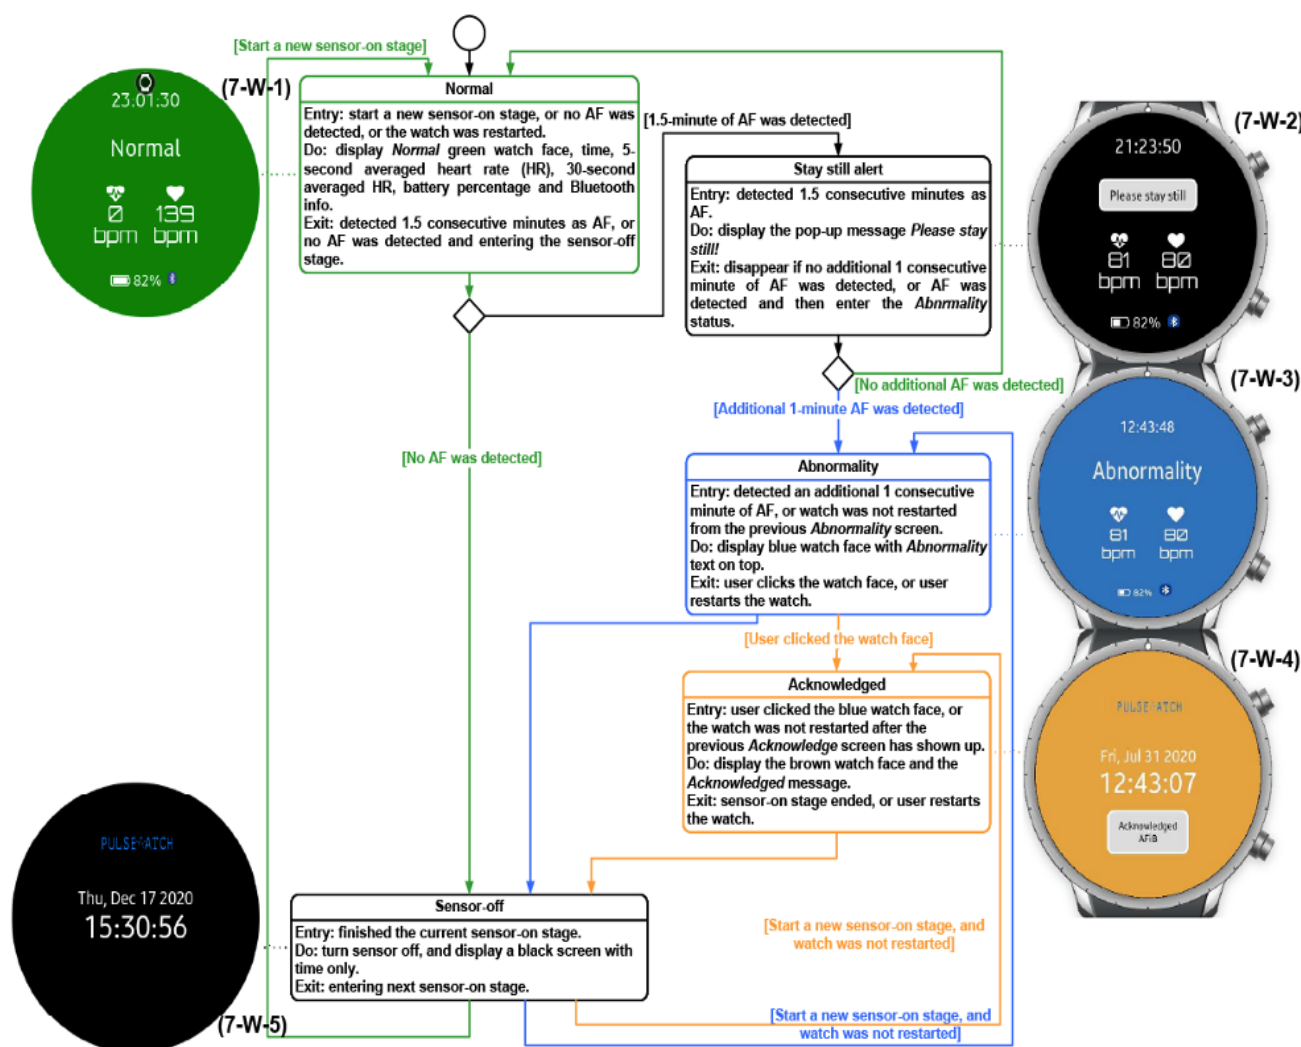 [Start a new sensor-on stage]
(7-W-1)
23:01:30
Normal
0
139
bpm
bpm
82%
Normal
Entry: start a new sensor-on stage, or no AF was
detected, or the watch was restarted.
Do: display Normal green watch face, time, 5-
second averaged heart rate (HR), 30-second
averaged HR, battery percentage and Bluetooth
info.
Exit: detected 1.5 consecutive minutes as AF, or
no AF was detected and entering the sensor-off
stage.
[1.5-minute of AF was detected]
Stay still alert
Entry: detected 1.5 consecutive minutes as
AF.
Do: display the pop-up message Please stay
still!
Exit: disappear if no additional 1 consecutive
minute of AF was detected, or AF was
detected and then enter the Abnrmality
status.
(7-W-2)
21:23:50
Please stay still
81
80
bpm
bpm
82%
[No additional AF was detected]
[Additional 1-minute AF was detected]
[No AF was detected]
(7-W-3)
12:43:48
Abnormality
81
80
bpm
bpm
82%
Abnormality
Entry: detected an additional 1 consecutive
minute of AF, or watch was not restarted
from the previous Abnormality screen.
Do: display blue watch face with Abnormality
text on top.
Exit: user clicks the watch face, or user
restarts the watch.
[User clicked the watch face]
Acknowledged
Entry: user clicked the blue watch face, or
the watch was not restarted after the
previous Acknowledge screen has shown up.
Do: display the brown watch face and the
Acknowledged message.
Exit: sensor-on stage ended, or user restarts
the watch.
(7-W-4)
PULSEWATCH
Fri, Jul 31 2020
12:43:07
Acknowledged
AFiB
PULSEWATCH
Thu, Dec 17 2020
15:30:56
(7-W-5)
Sensor-off
Entry: finished the current sensor-on stage.
Do: turn sensor off, and display a black screen with
time only.
Exit: entering next sensor-on stage.
[Start a new sensor-on stage, and
watch was not restarted]
[Start a new sensor-on stage, and
watch was not restarted]